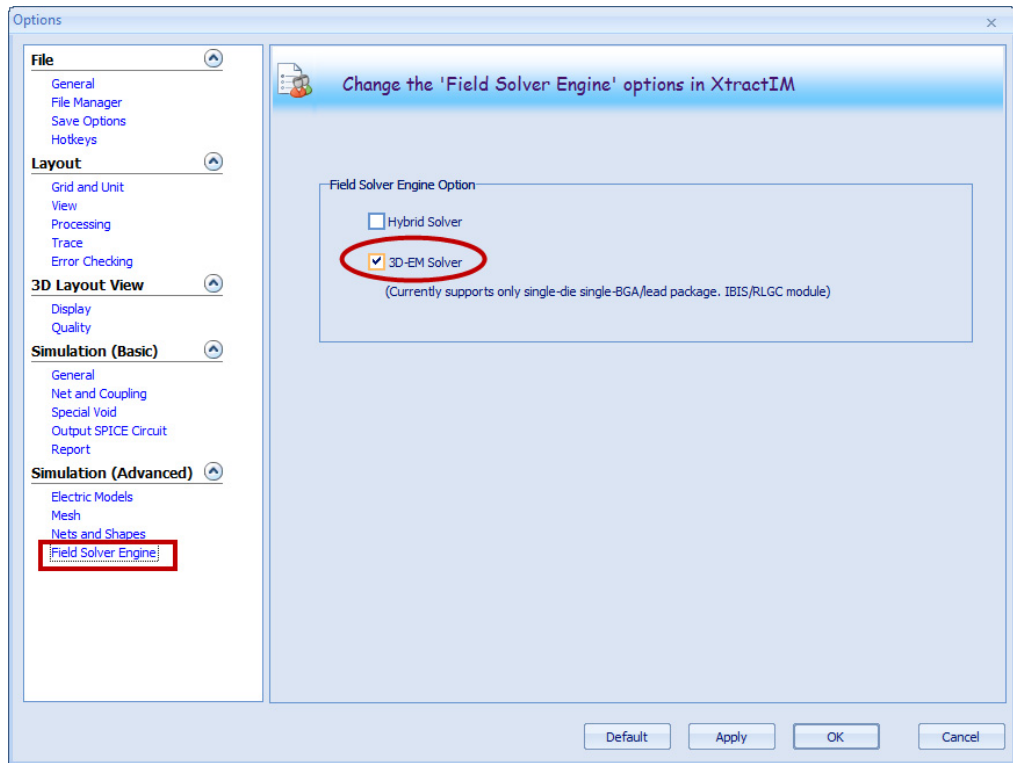 Options
File
General
File Manager
Save Options
Hotkeys
Layout
Grid and Unit
View
Processing
Trace
Error Checking
3D Layout View
Display
Quality
Simulation (Basic)
General
Net and Coupling
Special Void
Output SPICE Circuit
Report
Simulation (Advanced)
Electric Models
Mesh
Nets and Shapes
Field Solver Engine
Change the 'Field Solver Engine' options in XtractIM
Field Solver Engine Option
Hybrid Solver
3D-EM Solver
(Currently supports only single-die single-BGA/lead package. IBIS/RLGC module)
Default Apply OK Cancel